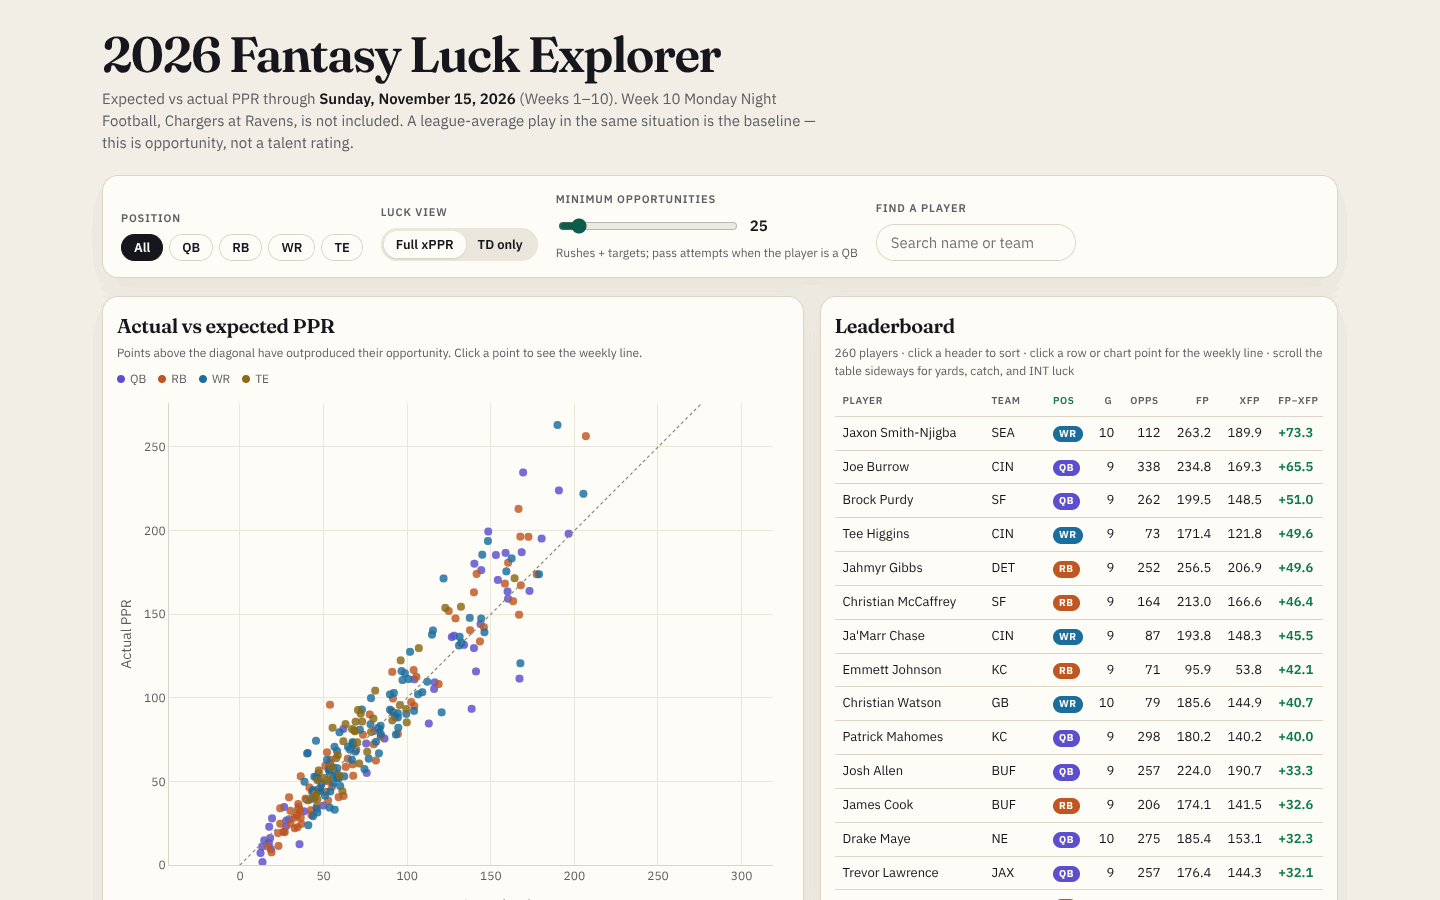 2026 Fantasy Luck Explorer
Expected vs actual PPR through Sunday, November 15, 2026 (Weeks 1–10). Week 10 Monday Night
Football, Chargers at Ravens, is not included. A league-average play in the same situation is the baseline —
this is opportunity, not a talent rating.
POSITION
All QB RB WR TE
LUCK VIEW
Full xPPR TD only
MINIMUM OPPORTUNITIES
25
Rushes + targets; pass attempts when the player is a QB
FIND A PLAYER
Search name or team
Actual vs expected PPR
Points above the diagonal have outproduced their opportunity. Click a point to see the weekly line.
QB RB WR TE
Actual PPR
250
200
150
100
50
0
0 50 100 150 200 250 300
Leaderboard
260 players · click a header to sort · click a row or chart point for the weekly line · scroll the
table sideways for yards, catch, and INT luck
PLAYER TEAM POS G OPPS FP XFP FP–XFP
Jaxon Smith-Njigba SEA WR 10 112 263.2 189.9 +73.3
Joe Burrow CIN QB 9 338 234.8 169.3 +65.5
Brock Purdy SF QB 9 262 199.5 148.5 +51.0
Tee Higgins CIN WR 9 73 171.4 121.8 +49.6
Jahmyr Gibbs DET RB 9 252 256.5 206.9 +49.6
Christian McCaffrey SF RB 9 164 213.0 166.6 +46.4
Ja'Marr Chase CIN WR 9 87 193.8 148.3 +45.5
Emmett Johnson KC RB 9 71 95.9 53.8 +42.1
Christian Watson GB WR 10 79 185.6 144.9 +40.7
Patrick Mahomes KC QB 9 298 180.2 140.2 +40.0
Josh Allen BUF QB 9 257 224.0 190.7 +33.3
James Cook BUF RB 9 206 174.1 141.5 +32.6
Drake Maye NE QB 10 275 185.4 153.1 +32.3
Trevor Lawrence JAX QB 9 257 176.4 144.3 +32.1